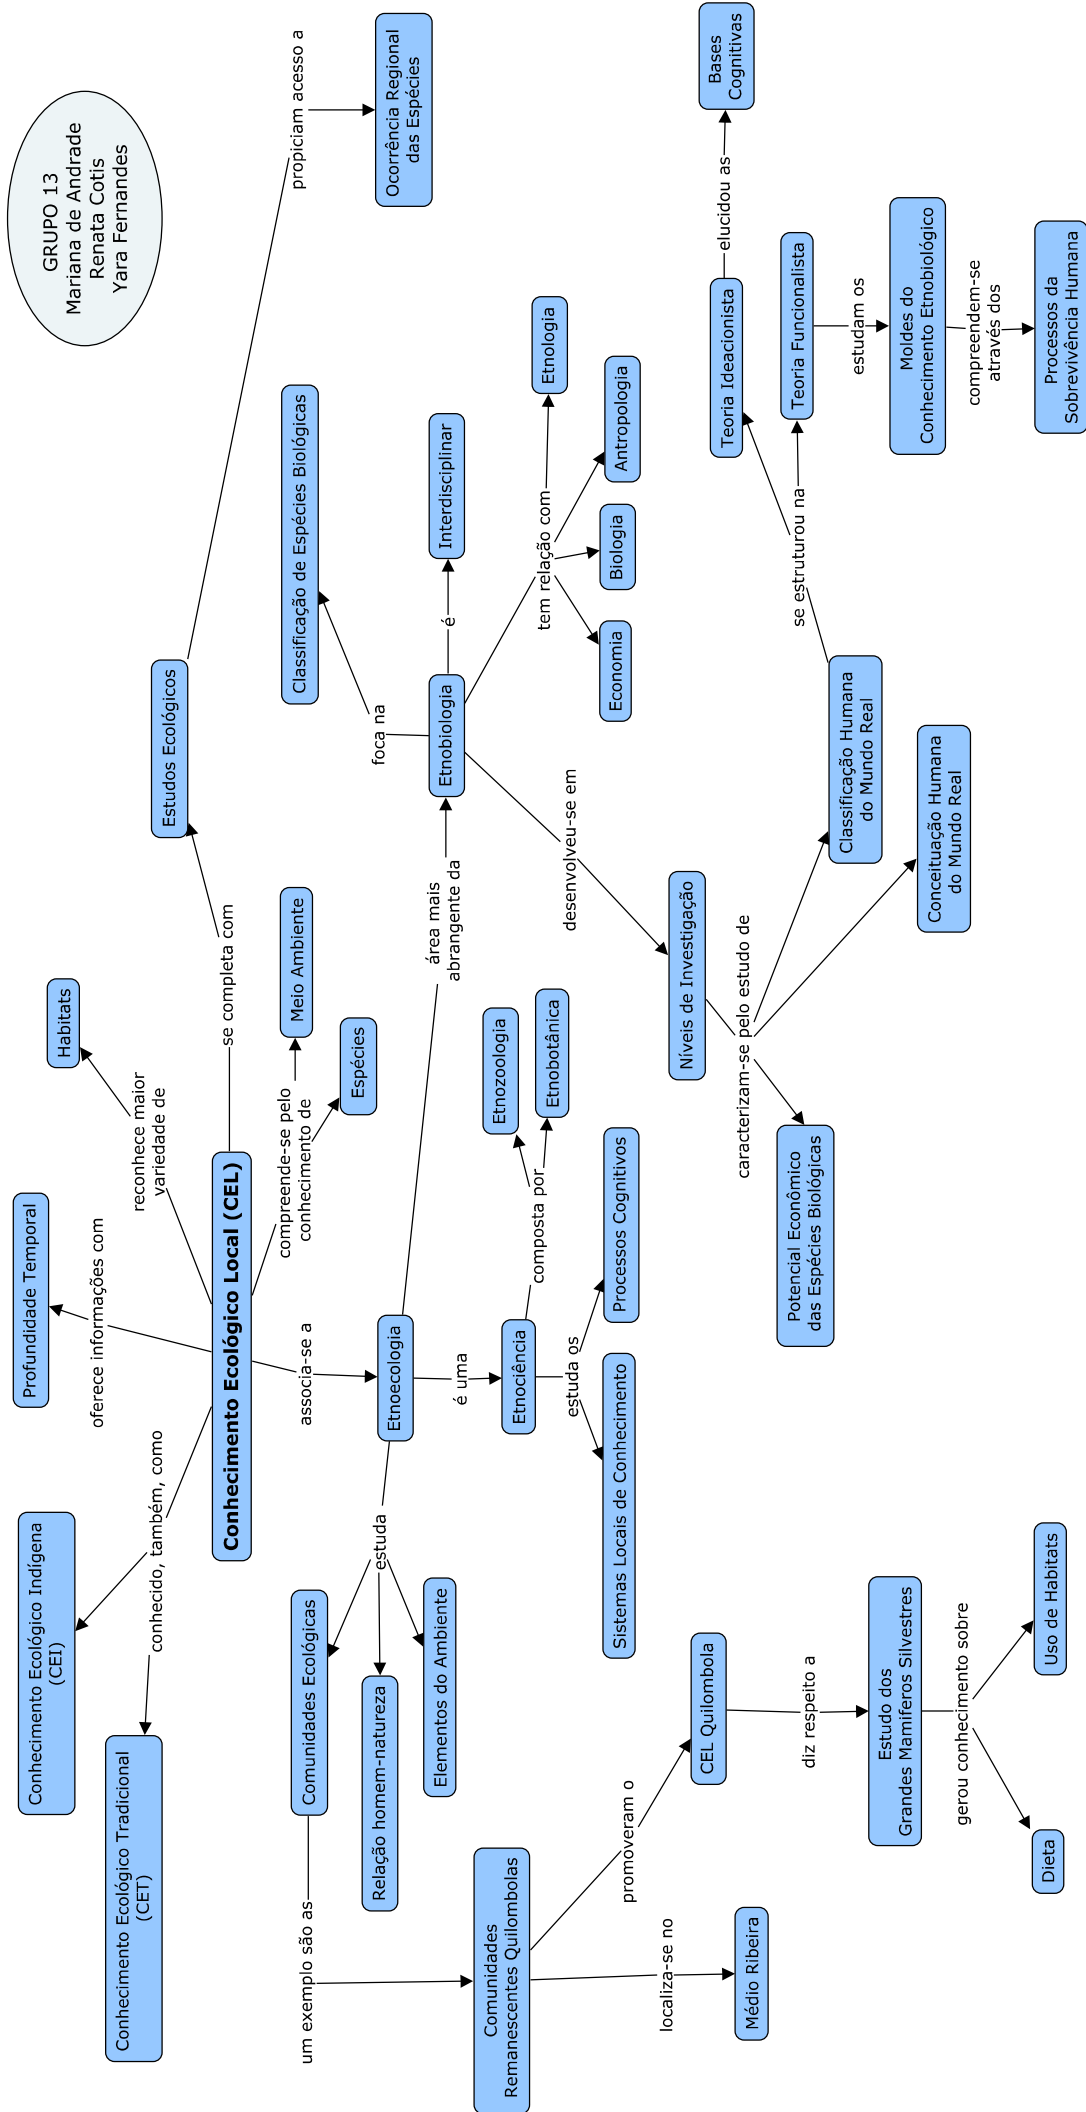 GRUPO 13
Mariana de Andrade
Renata Cotis
Yara Fernandes
Conhecimento Ecológico Indígena
(CEI)
Profundidade Temporal
Habitats
Conhecimento Ecológico Tradicional
(CET)
conhecido, também, como
oferece informações com
reconhece maior
variedade de
Conhecimento Ecológico Local (CEL)
se completa com
Estudos Ecológicos
propiciam acesso a
Ocorrência Regional
das Espécies
associa-se a
compreende-se pelo
conhecimento de
Meio Ambiente
Espécies
Etnoecologia
estuda
Comunidades Ecológicas
Relação homem-natureza
Elementos do Ambiente
um exemplo são as
Comunidades
Remanescentes Quilombolas
localiza-se no
Médio Ribeira
promoveram o
CEL Quilombola
diz respeito a
Estudo dos
Grandes Mamiferos Silvestres
gerou conhecimento sobre
Dieta
Uso de Habitats
é uma
Etnociência
composta por
Etnozoologia
Etnobotânica
estuda os
Sistemas Locais de Conhecimento
Processos Cognitivos
área mais
abrangente da
Etnobiologia
foca na
Classificação de Espécies Biológicas
é
Interdisciplinar
tem relação com
Economia
Biologia
Antropologia
Etnologia
desenvolveu-se em
Níveis de Investigação
caracterizam-se pelo estudo de
Potencial Econômico
das Espécies Biológicas
Conceituação Humana
do Mundo Real
Classificação Humana
do Mundo Real
se estruturou na
Teoria Ideacionista
elucidou as
Bases
Cognitivas
Teoria Funcionalista
estudam os
Moldes do
Conhecimento Etnobiológico
compreendem-se
através dos
Processos da
Sobrevivência Humana